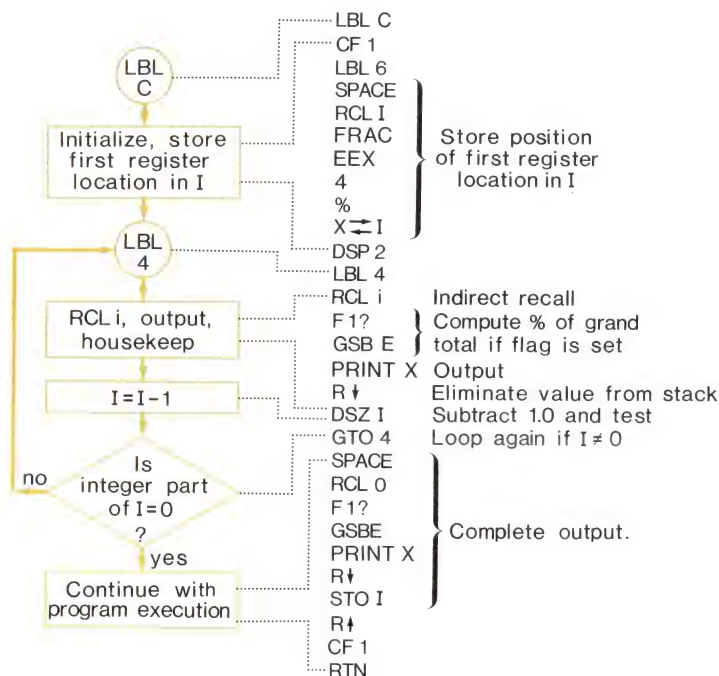 LBL C
Initialize, store
first register
location in I
LBL 4
RCL i, output,
housekeep
I=I-1
Is
integer part
of I=0
?
no
yes
Continue with
program execution
LBL C
CF 1
LBL 6
SPACE
RCL I
FRAC
EEX
4
%
X⇄I
DSP 2
LBL 4
RCL i
F 1?
GSB E
PRINT X
R↓
DSZ I
GTO 4
SPACE
RCL 0
F1?
GSBE
PRINT X
R↓
STO I
R↑
CF 1
RTN
Store position
of first register
location in I
Indirect recall
Compute % of grand
total if flag is set
Output
Eliminate value from stack
Subtract 1.0 and test
Loop again if I ≠ 0
Complete output.